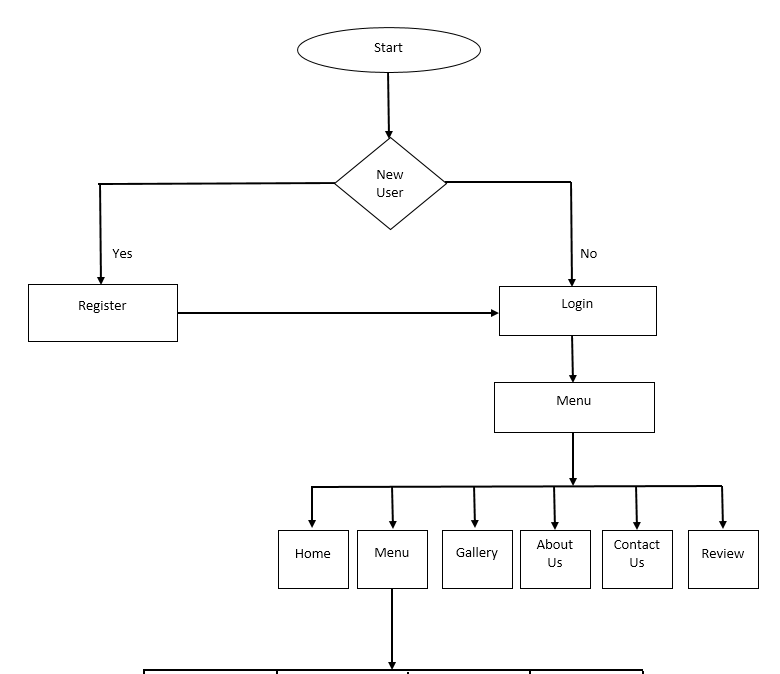 Start
New
User
Yes
No
Register
Login
Menu
Home
Menu
Gallery
About
Us
Contact
Us
Review